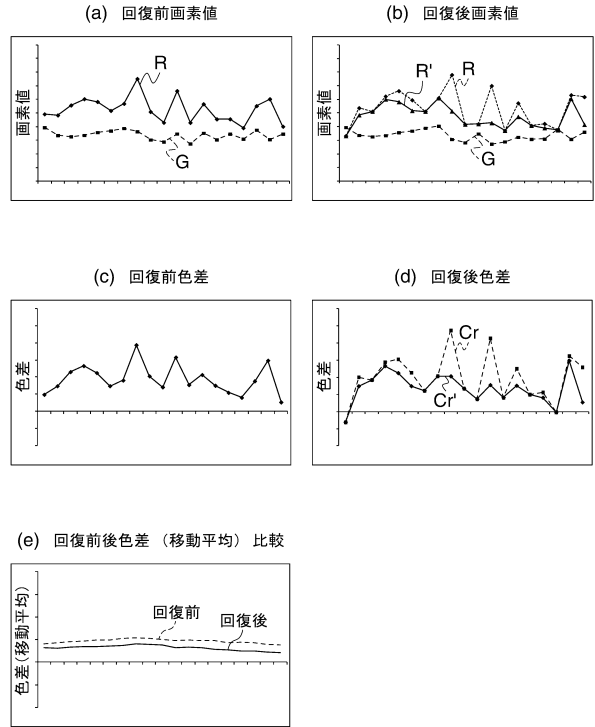 (a) 回復前画素値
画素値
R
G
(b) 回復後画素値
画素値
R'
R
G
(c) 回復前色差
色差
(d) 回復後色差
色差
Cr
Cr'
(e) 回復前後色差 （移動平均） 比較
色差(移動平均)
回復前
回復後